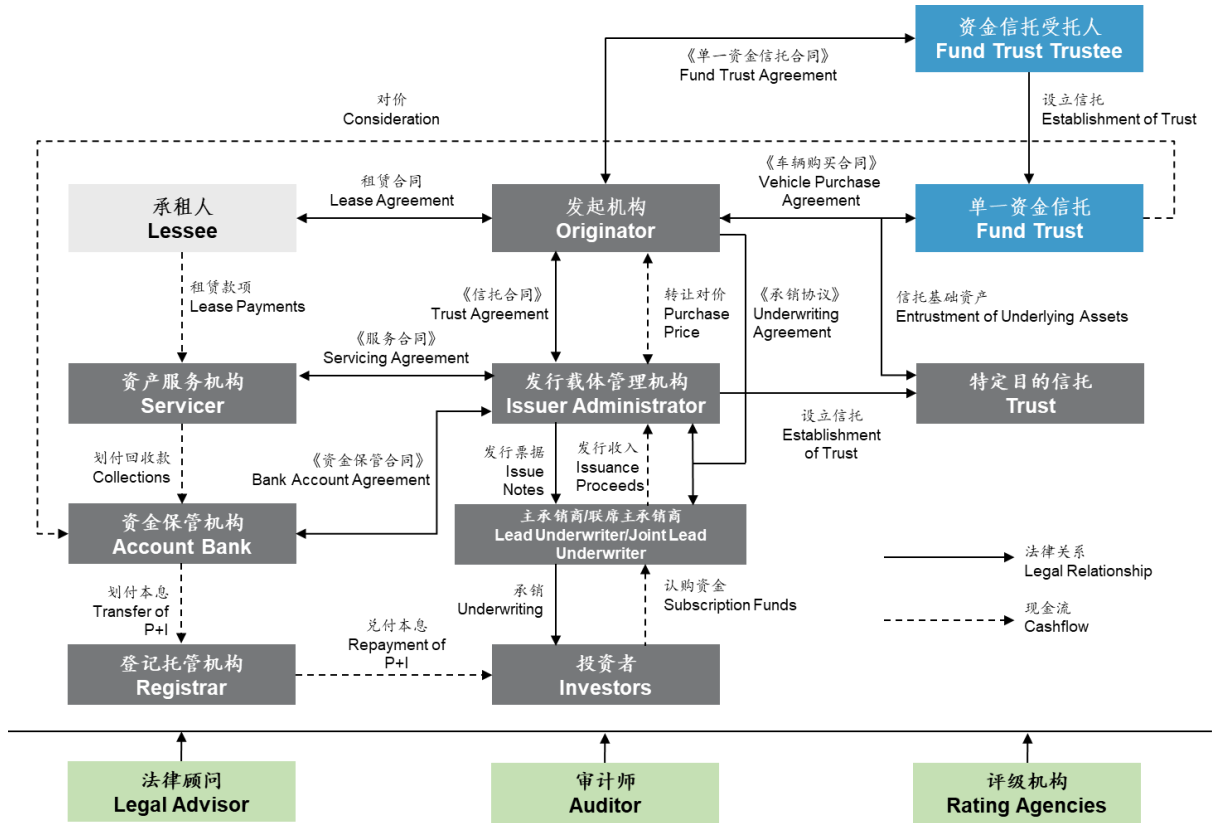 资金信托受托人
Fund Trust Trustee
《单一资金信托合同》
Fund Trust Agreement
对价
Consideration
设立信托
Establishment of Trust
承租人
Lessee
租赁合同
Lease Agreement
发起机构
Originator
《车辆购买合同》
Vehicle Purchase
Agreement
单一资金信托
Fund Trust
租赁款项
Lease Payments
《信托合同》
Trust Agreement
转让对价
Purchase
Price
《承销协议》
Underwriting
Agreement
信托基础资产
Entrustment of Underlying Assets
《服务合同》
Servicing Agreement
资产服务机构
Servicer
发行载体管理机构
Issuer Administrator
特定目的信托
Trust
设立信托
Establishment
of Trust
划付回收款
Collections
《资金保管合同》
Bank Account Agreement
发行票据
Issue
Notes
发行收入
Issuance
Proceeds
资金保管机构
Account Bank
主承销商/联席主承销商
Lead Underwriter/Joint Lead
Underwriter
法律关系
Legal Relationship
划付本息
Transfer of
P+I
承销
Underwriting
认购资金
Subscription Funds
现金流
Cashflow
兑付本息
Repayment of
P+I
登记托管机构
Registrar
投资者
Investors
法律顾问
Legal Advisor
审计师
Auditor
评级机构
Rating Agencies